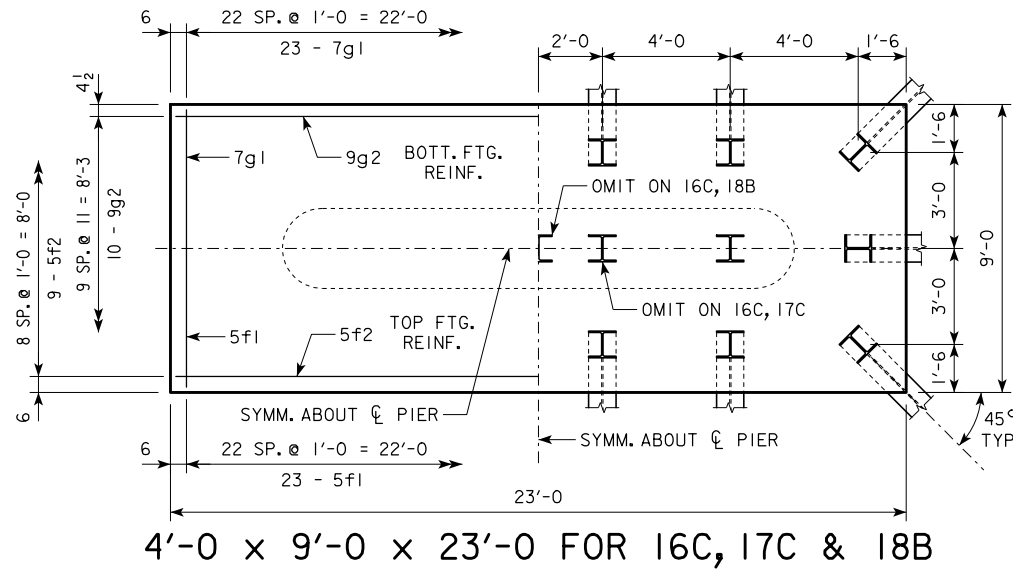 6
22 SP.@ 1'-0 = 22'-0
23 - 7g1
2'-0
4'-0
4'-0
1'-6
4½
7g1
9g2
BOTT. FTG.
REINF.
OMIT ON 16C, 18B
1'-6
3'-0
9'-0
3'-0
1'-6
8 SP.@ 1'-0 = 8'-0
9 - 5f2
9 SP.@ 11 = 8'-3
10 - 9g2
OMIT ON 16C, 17C
TOP FTG.
REINF.
5f1
5f2
6
SYMM. ABOUT ℄ PIER
SYMM. ABOUT ℄ PIER
45°
TYP
6
22 SP.@ 1'-0 = 22'-0
23 - 5f1
23'-0
4'-0 x 9'-0 x 23'-0 FOR 16C, 17C & 18B